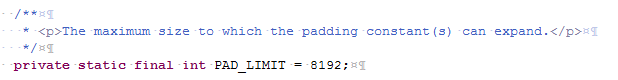 /**
* <p>The maximum size to which the padding constant(s) can expand.</p>
*/
private static final int PAD_LIMIT = 8192;